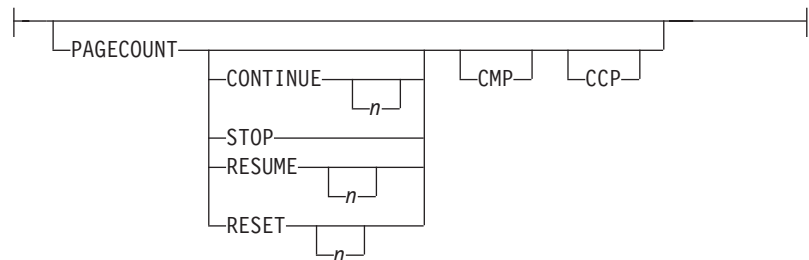 PAGECOUNT
CONTINUE
n
CMP
CCP
STOP
RESUME
n
RESET
n